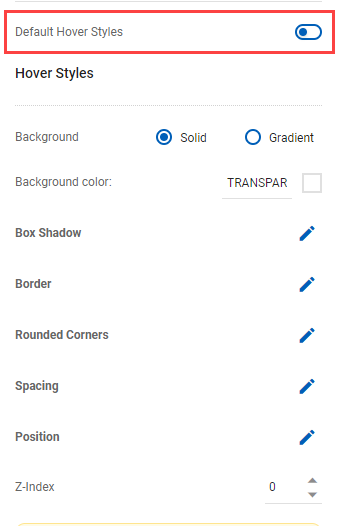 Default Hover Styles
Hover Styles
Background Solid Gradient
Background color: TRANSPAR
Box Shadow
Border
Rounded Corners
Spacing
Position
Z-Index 0